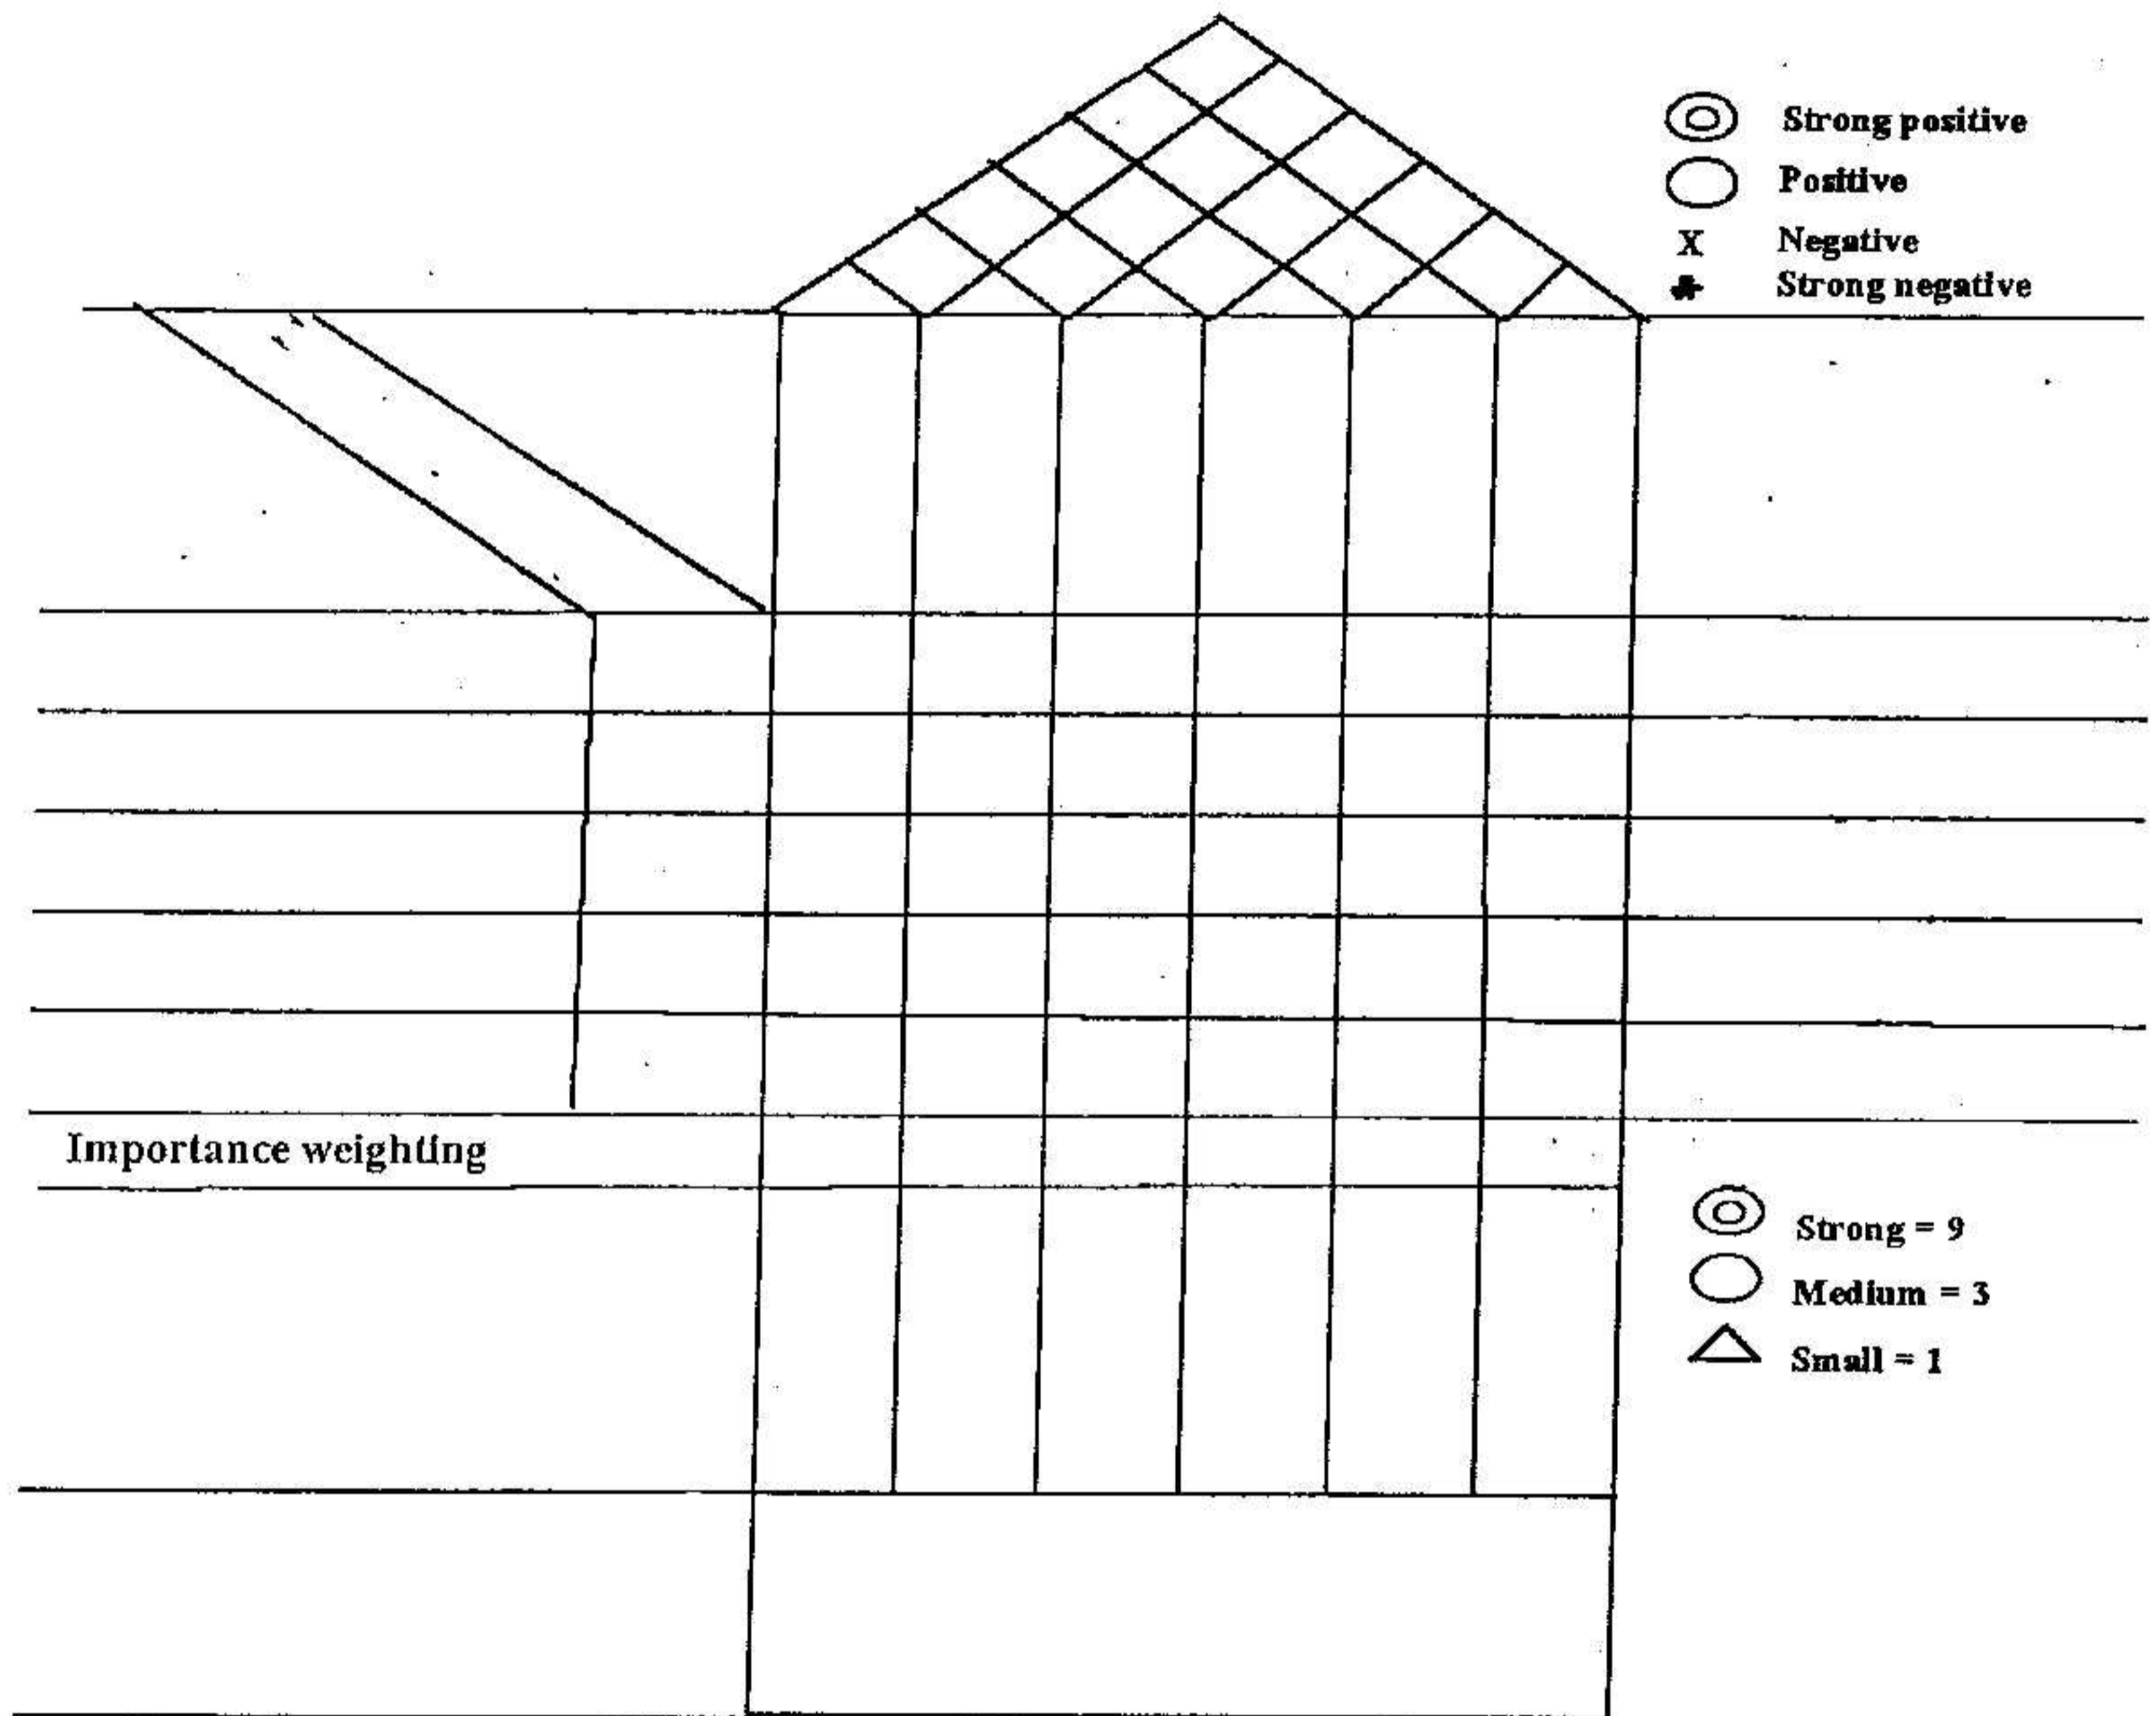 Strong positive
Positive
X Negative
Strong negative
Importance weighting
Strong = 9
Medium = 3
Small = 1